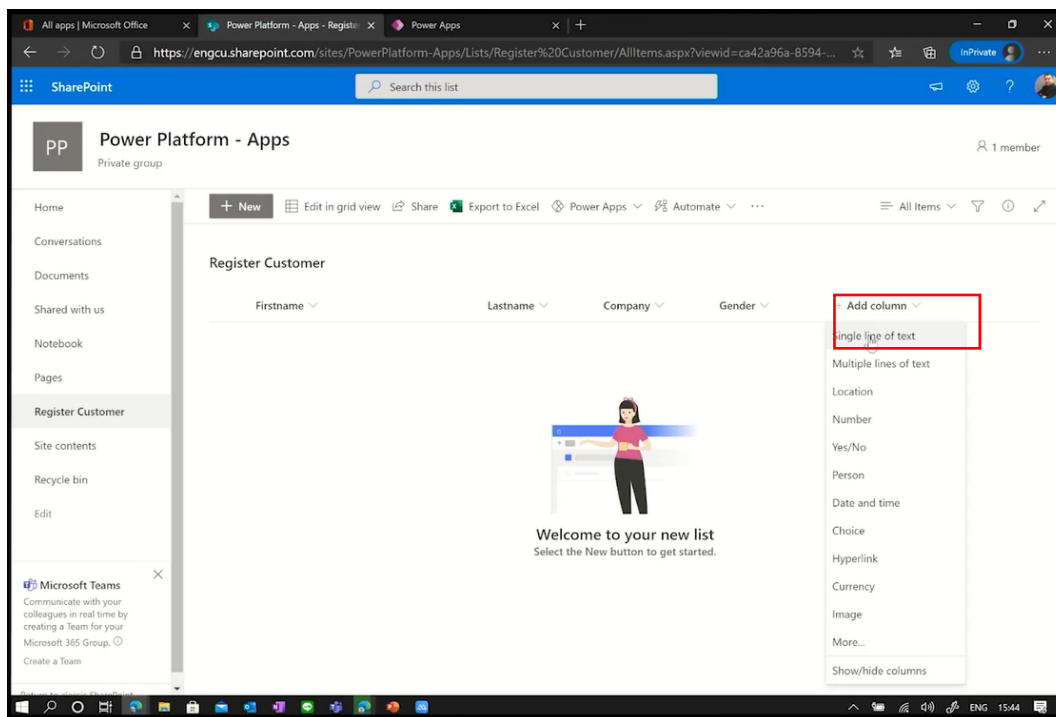 All apps | Microsoft Office
Power Platform - Apps - Registe
Power Apps
https://engcu.sharepoint.com/sites/PowerPlatform-Apps/Lists/Register%20Customer/AllItems.aspx?viewid=ca42a96a-8594-...
InPrivate
SharePoint
Search this list
PP
Power Platform - Apps
Private group
1 member
Home
Conversations
Documents
Shared with us
Notebook
Pages
Register Customer
Site contents
Recycle bin
Edit
Microsoft Teams
Communicate with your
colleagues in real time by
creating a Team for your
Microsoft 365 Group.
Create a Team
Return to classic SharePoint
+ New
Edit in grid view
Share
Export to Excel
Power Apps
Automate
...
All Items
Register Customer
Firstname
Lastname
Company
Gender
+ Add column
Single line of text
Multiple lines of text
Location
Number
Yes/No
Person
Date and time
Choice
Hyperlink
Currency
Image
More...
Show/hide columns
Welcome to your new list
Select the New button to get started.
ENG
15:44